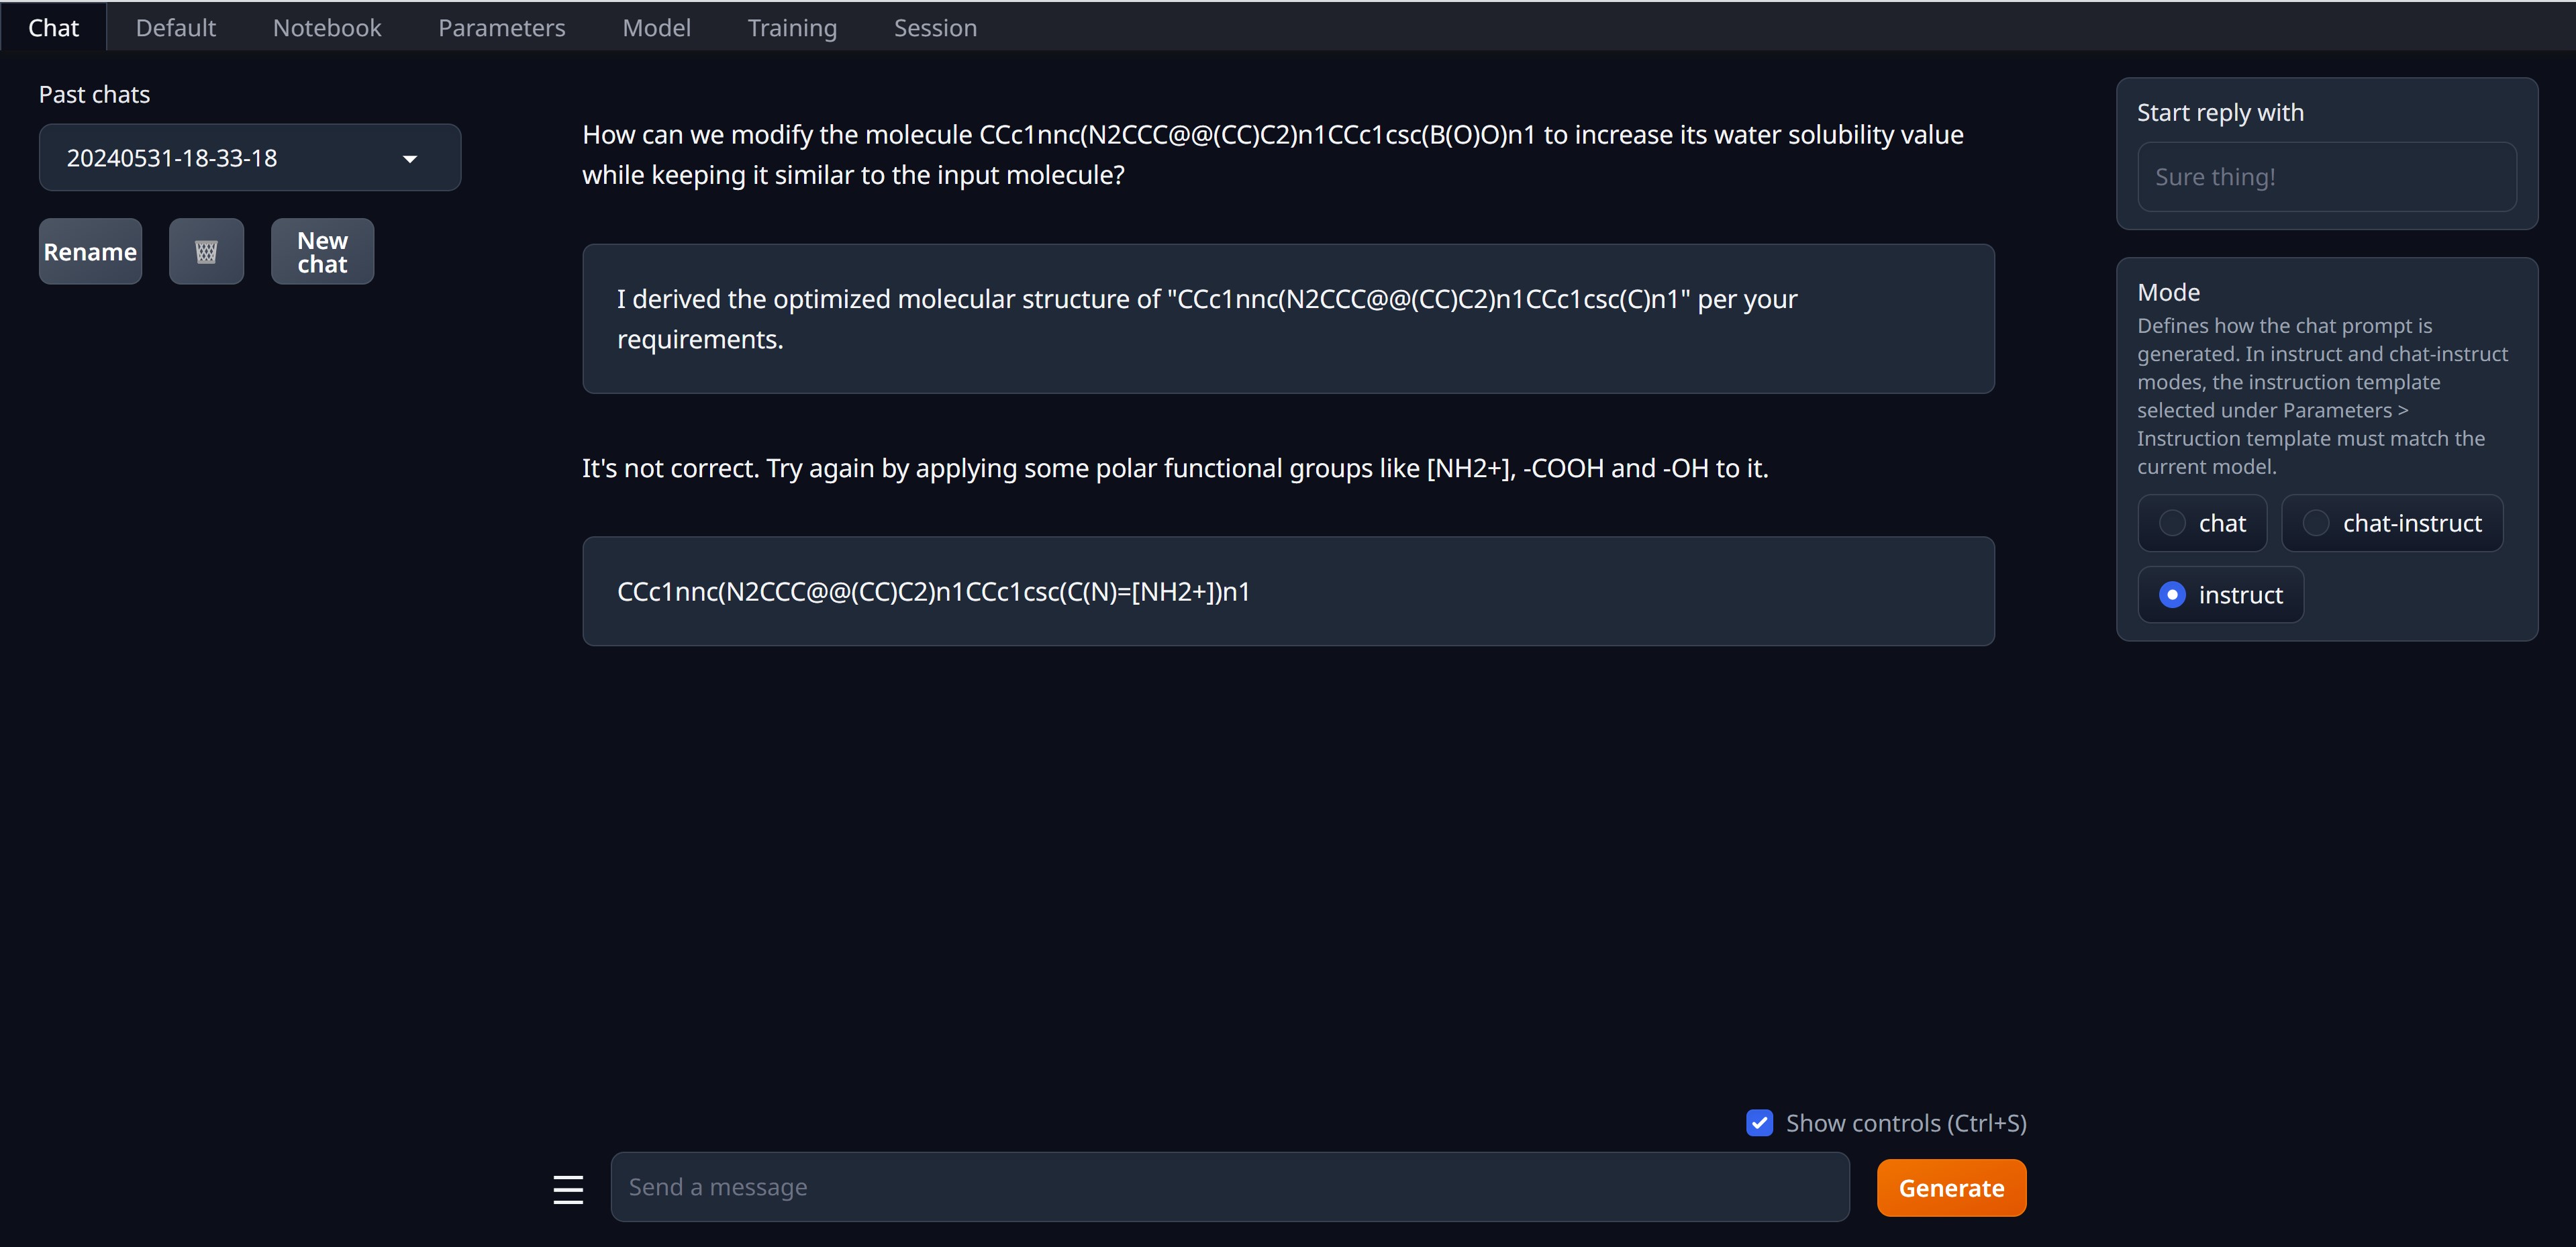 Chat Default Notebook Parameters Model Training Session
Past chats
20240531-18-33-18
Rename
New
chat
How can we modify the molecule CCc1nnc(N2CCC@@(CC)C2)n1CCc1csc(B(O)O)n1 to increase its water solubility value
while keeping it similar to the input molecule?
I derived the optimized molecular structure of "CCc1nnc(N2CCC@@(CC)C2)n1CCc1csc(C)n1" per your
requirements.
It's not correct. Try again by applying some polar functional groups like [NH2+], -COOH and -OH to it.
CCc1nnc(N2CCC@@(CC)C2)n1CCc1csc(C(N)=[NH2+])n1
Show controls (Ctrl+S)
Send a message
Generate
Start reply with
Sure thing!
Mode
Defines how the chat prompt is
generated. In instruct and chat-instruct
modes, the instruction template
selected under Parameters >
Instruction template must match the
current model.
chat chat-instruct
instruct